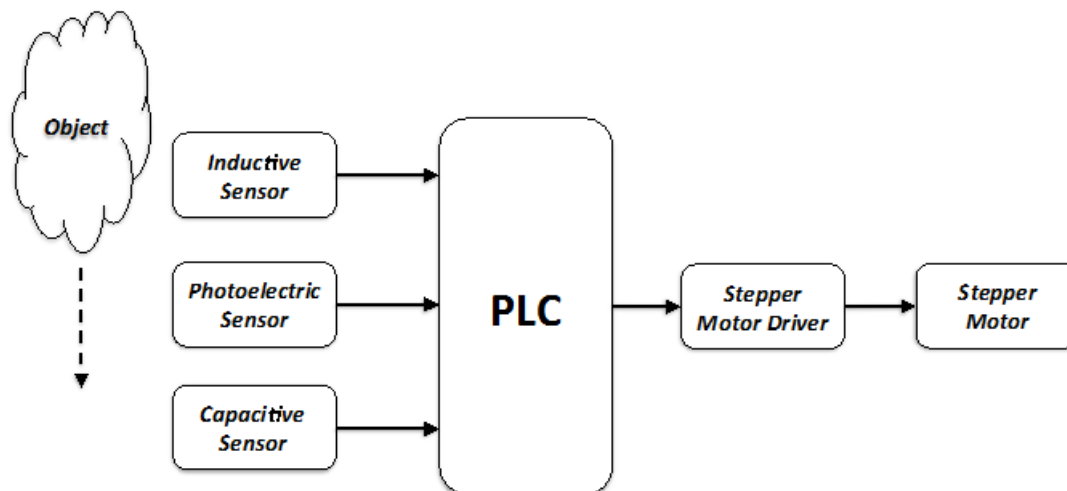 Object
Inductive
Sensor
Photoelectric
Sensor
Capacitive
Sensor
PLC
Stepper
Motor Driver
Stepper
Motor